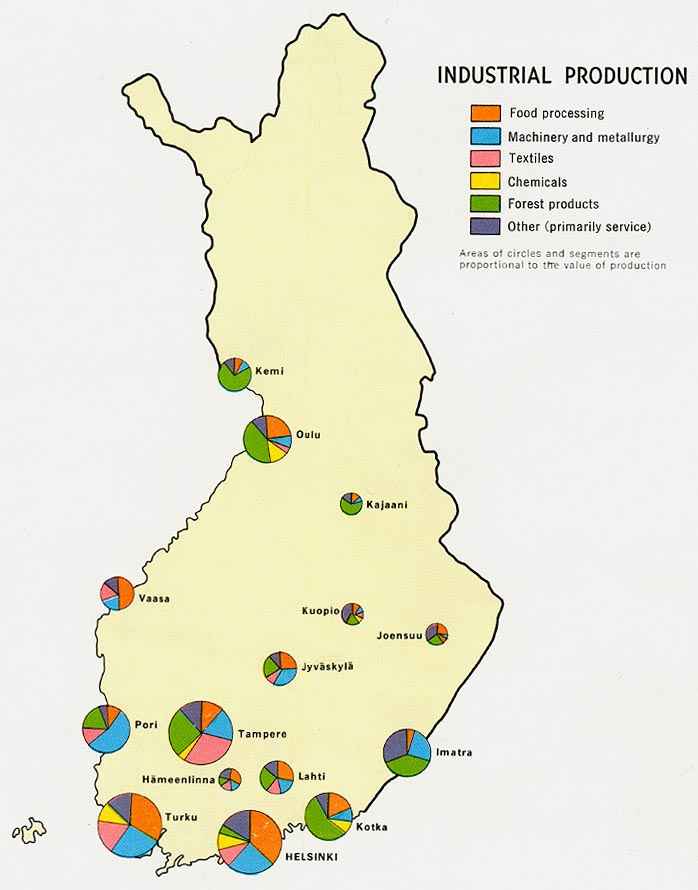 INDUSTRIAL PRODUCTION
Food processing
Machinery and metallurgy
Textiles
Chemicals
Forest products
Other (primarily service)
Areas of circles and segments are
proportional to the value of production
Kemi
Oulu
Kajaani
Vaasa
Kuopio
Joensuu
Jyväskylä
Pori
Tampere
Imatra
Hämeenlinna
Lahti
Turku
Kotka
HELSINKI